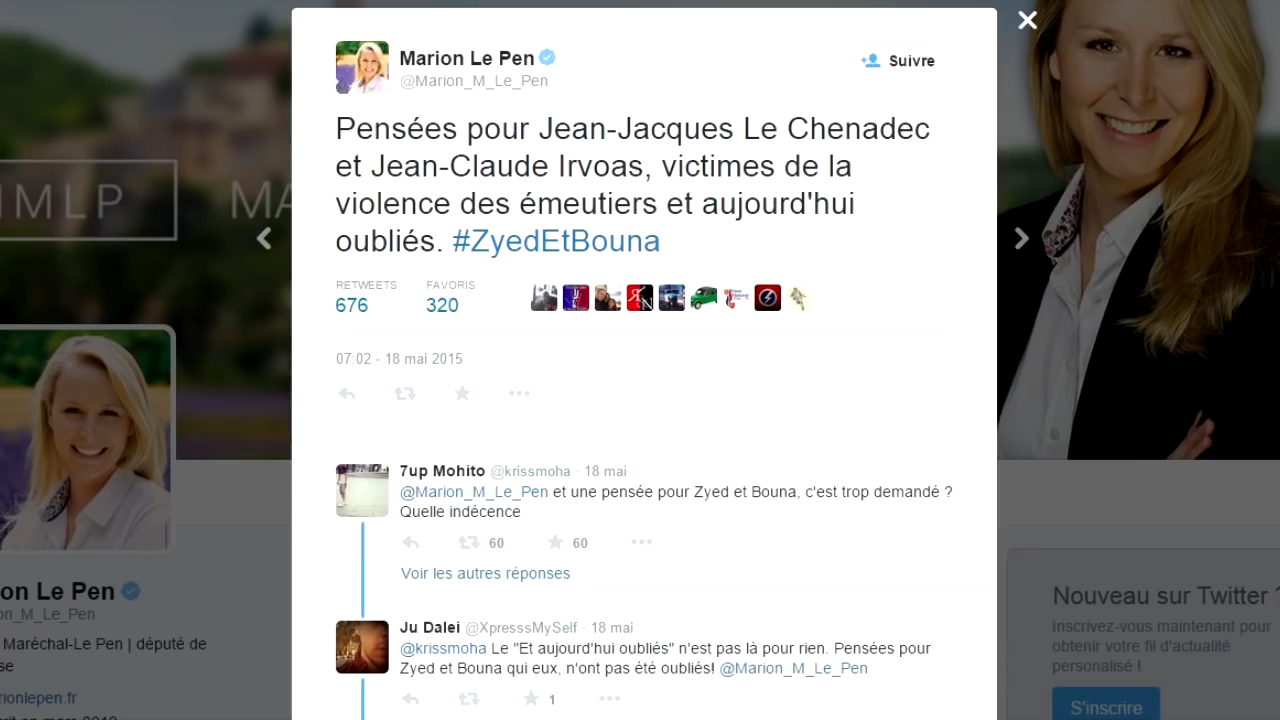 Marion Le Pen
@Marion_M_Le_Pen
Suivre
Pensées pour Jean-Jacques Le Chenadec
et Jean-Claude Irvoas, victimes de la
violence des émeutiers et aujourd'hui
oubliés. #ZyedEtBouna
RETWEETS
676
FAVORIS
320
07:02 - 18 mai 2015
7up Mohito @krissmoha · 18 mai
@Marion_M_Le_Pen et une pensée pour Zyed et Bouna, c'est trop demandé ?
Quelle indécence
60
60
Voir les autres réponses
Ju Dalei @XpresssMySelf · 18 mai
@krissmoha Le "Et aujourd'hui oubliés" n'est pas là pour rien. Pensées pour
Zyed et Bouna qui eux, n'ont pas été oubliés! @Marion_M_Le_Pen
1
MLP
MA
on Le Pen
on_M_Le_Pen
Maréchal-Le Pen | député de
se
rionlepen.fr
Nouveau sur Twitter ?
Inscrivez-vous maintenant pour
obtenir votre fil d'actualité
personnalisé !
S'inscrire